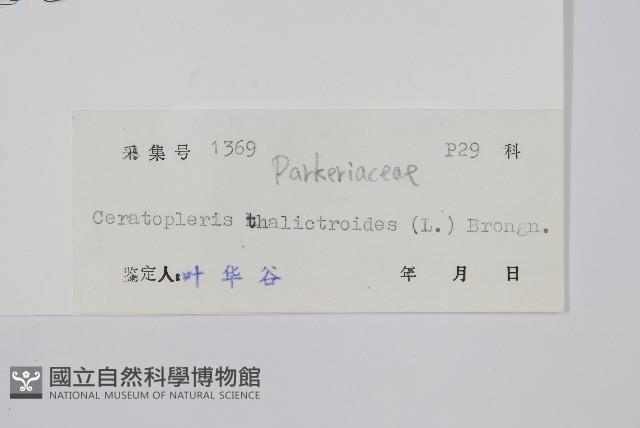 采集号 1369 P29 科
Parkeriaceae
Ceratopleris thalictroides (L.) Brongn.
鉴定人: 叶华谷 年 月 日
國立自然科學博物館
NATIONAL MUSEUM OF NATURAL SCIENCE